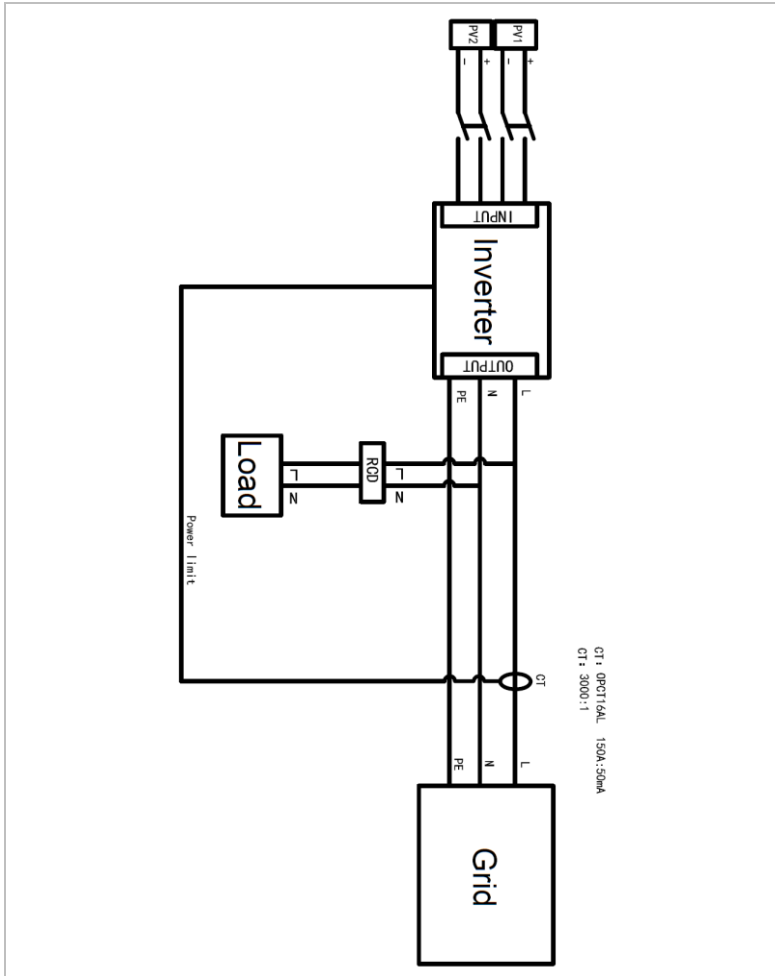 PV2
PV1
-
+
-
+
INPUT
Inverter
OUTPUT
PE
N
L
Load
L
N
RCD
L
N
Power limit
CT
CT: OPCT16AL 150A:50mA
CT: 3000:1
PE
N
L
Grid